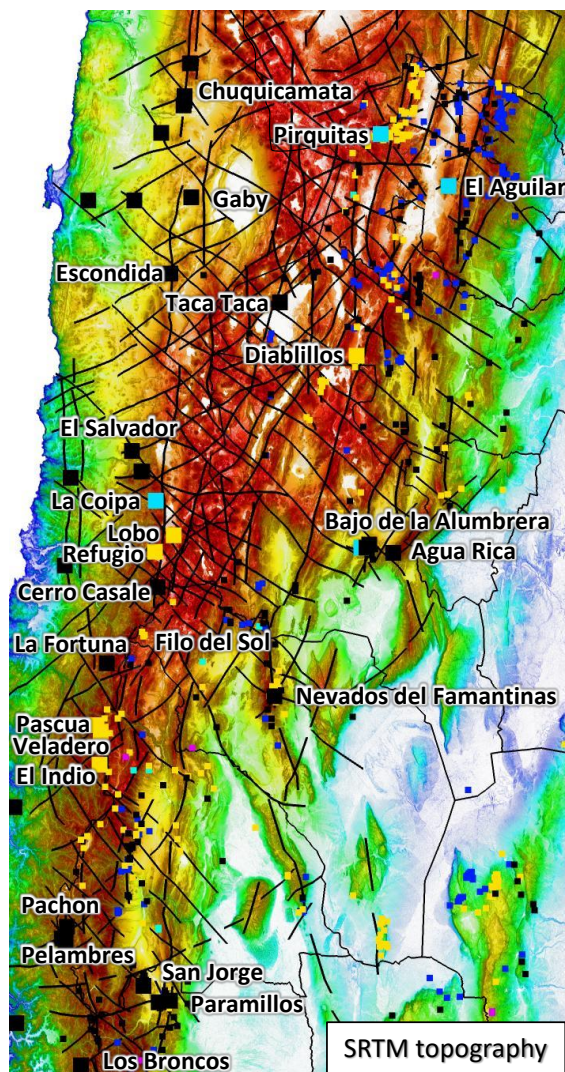 Chuquicamata
Pirquitas
El Aguilar
Gaby
Escondida
Taca Taca
Diablillos
El Salvador
La Coipa
Lobo
Bajo de la Alumbrera
Refugio
Agua Rica
Cerro Casale
La Fortuna
Filo del Sol
Nevados del Famantinas
Pascua
Veladero
El Indio
Pachon
Pelambres
San Jorge
Paramillos
Los Broncos
SRTM topography